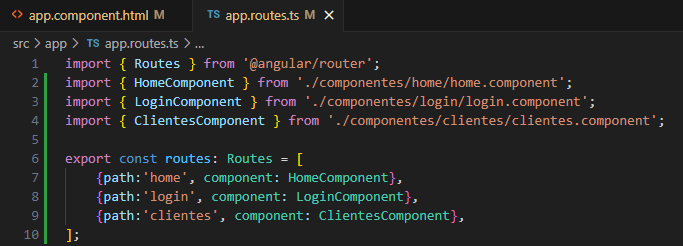 app.component.html M
TS app.routes.ts M
src > app > TS app.routes.ts > ...
1 import { Routes } from '@angular/router';
2 import { HomeComponent } from './componentes/home/home.component';
3 import { LoginComponent } from './componentes/login/login.component';
4 import { ClientesComponent } from './componentes/clientes/clientes.component';
5
6 export const routes: Routes = [
7 {path:'home', component: HomeComponent},
8 {path:'login', component: LoginComponent},
9 {path:'clientes', component: ClientesComponent},
10 ];